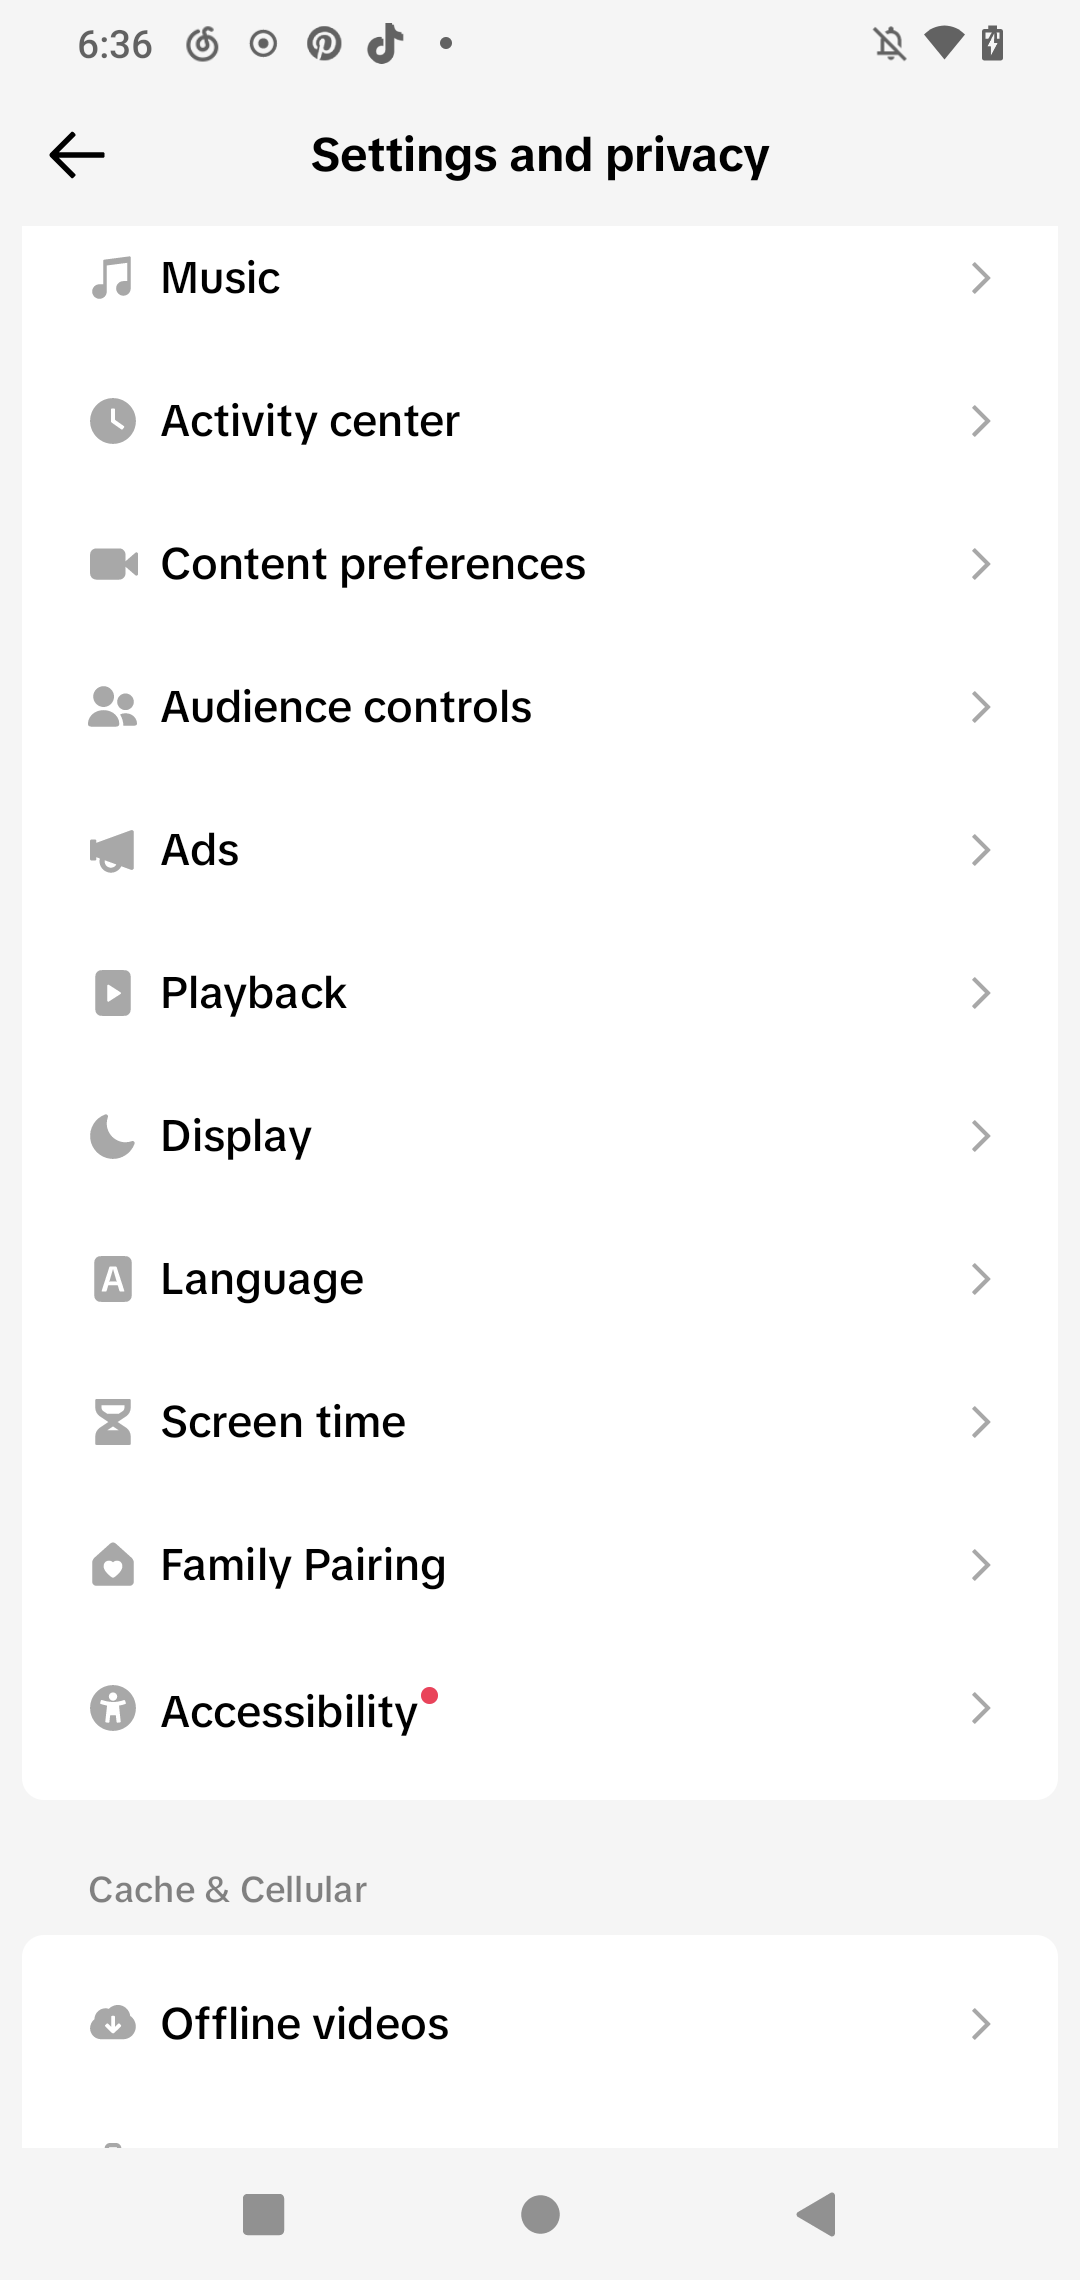 6:36
Settings and privacy
Music
Activity center
Content preferences
Audience controls
Ads
Playback
Display
A Language
Screen time
Family Pairing
Accessibility
Cache & Cellular
Offline videos